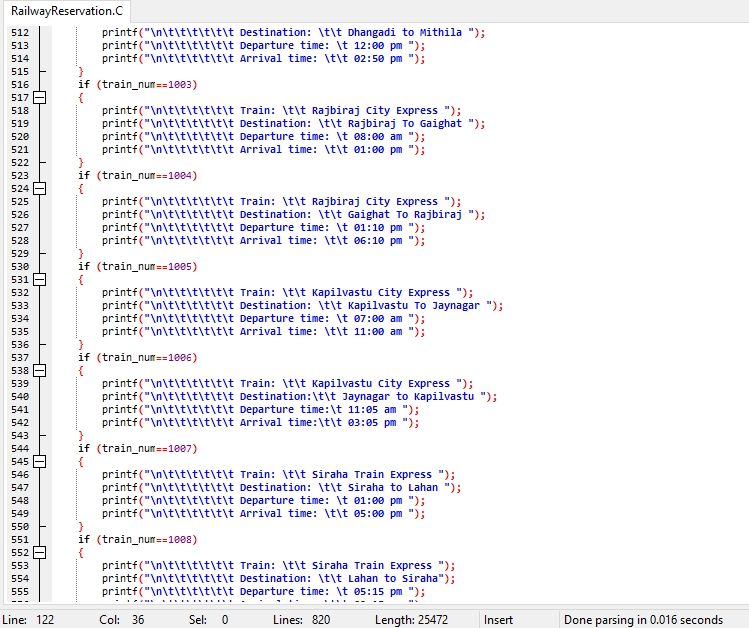 RailwayReservation.C
512 printf("\n\t\t\t\t\t\t Destination: \t\t Dhangadi to Mithila ");
513 printf("\n\t\t\t\t\t\t Departure time: \t 12:00 pm ");
514 printf("\n\t\t\t\t\t\t Arrival time: \t\t 02:50 pm ");
515 }
516 if (train_num==1003)
517 {
518 printf("\n\t\t\t\t\t\t Train: \t\t Rajbiraj City Express ");
519 printf("\n\t\t\t\t\t\t Destination: \t\t Rajbiraj To Gaighat ");
520 printf("\n\t\t\t\t\t\t Departure time: \t 08:00 am ");
521 printf("\n\t\t\t\t\t\t Arrival time: \t\t 01:00 pm ");
522 }
523 if (train_num==1004)
524 {
525 printf("\n\t\t\t\t\t\t Train: \t\t Rajbiraj City Express ");
526 printf("\n\t\t\t\t\t\t Destination: \t\t Gaighat To Rajbiraj ");
527 printf("\n\t\t\t\t\t\t Departure time: \t 01:10 pm ");
528 printf("\n\t\t\t\t\t\t Arrival time: \t\t 06:10 pm ");
529 }
530 if (train_num==1005)
531 {
532 printf("\n\t\t\t\t\t\t Train: \t\t Kapilvastu City Express ");
533 printf("\n\t\t\t\t\t\t Destination: \t\t Kapilvastu To Jaynagar ");
534 printf("\n\t\t\t\t\t\t Departure time: \t 07:00 am ");
535 printf("\n\t\t\t\t\t\t Arrival time: \t\t 11:00 am ");
536 }
537 if (train_num==1006)
538 {
539 printf("\n\t\t\t\t\t\t Train: \t\t Kapilvastu City Express ");
540 printf("\n\t\t\t\t\t\t Destination:\t\t Jaynagar to Kapilvastu ");
541 printf("\n\t\t\t\t\t\t Departure time:\t 11:05 am ");
542 printf("\n\t\t\t\t\t\t Arrival time:\t\t 03:05 pm ");
543 }
544 if (train_num==1007)
545 {
546 printf("\n\t\t\t\t\t\t Train: \t\t Siraha Train Express ");
547 printf("\n\t\t\t\t\t\t Destination: \t\t Siraha to Lahan ");
548 printf("\n\t\t\t\t\t\t Departure time: \t 01:00 pm ");
549 printf("\n\t\t\t\t\t\t Arrival time: \t\t 05:00 pm ");
550 }
551 if (train_num==1008)
552 {
553 printf("\n\t\t\t\t\t\t Train: \t\t Siraha Train Express ");
554 printf("\n\t\t\t\t\t\t Destination: \t\t Lahan to Siraha");
555 printf("\n\t\t\t\t\t\t Departure time: \t 05:15 pm ");
Line: 122 Col: 36 Sel: 0 Lines: 820 Length: 25472 Insert Done parsing in 0.016 seconds